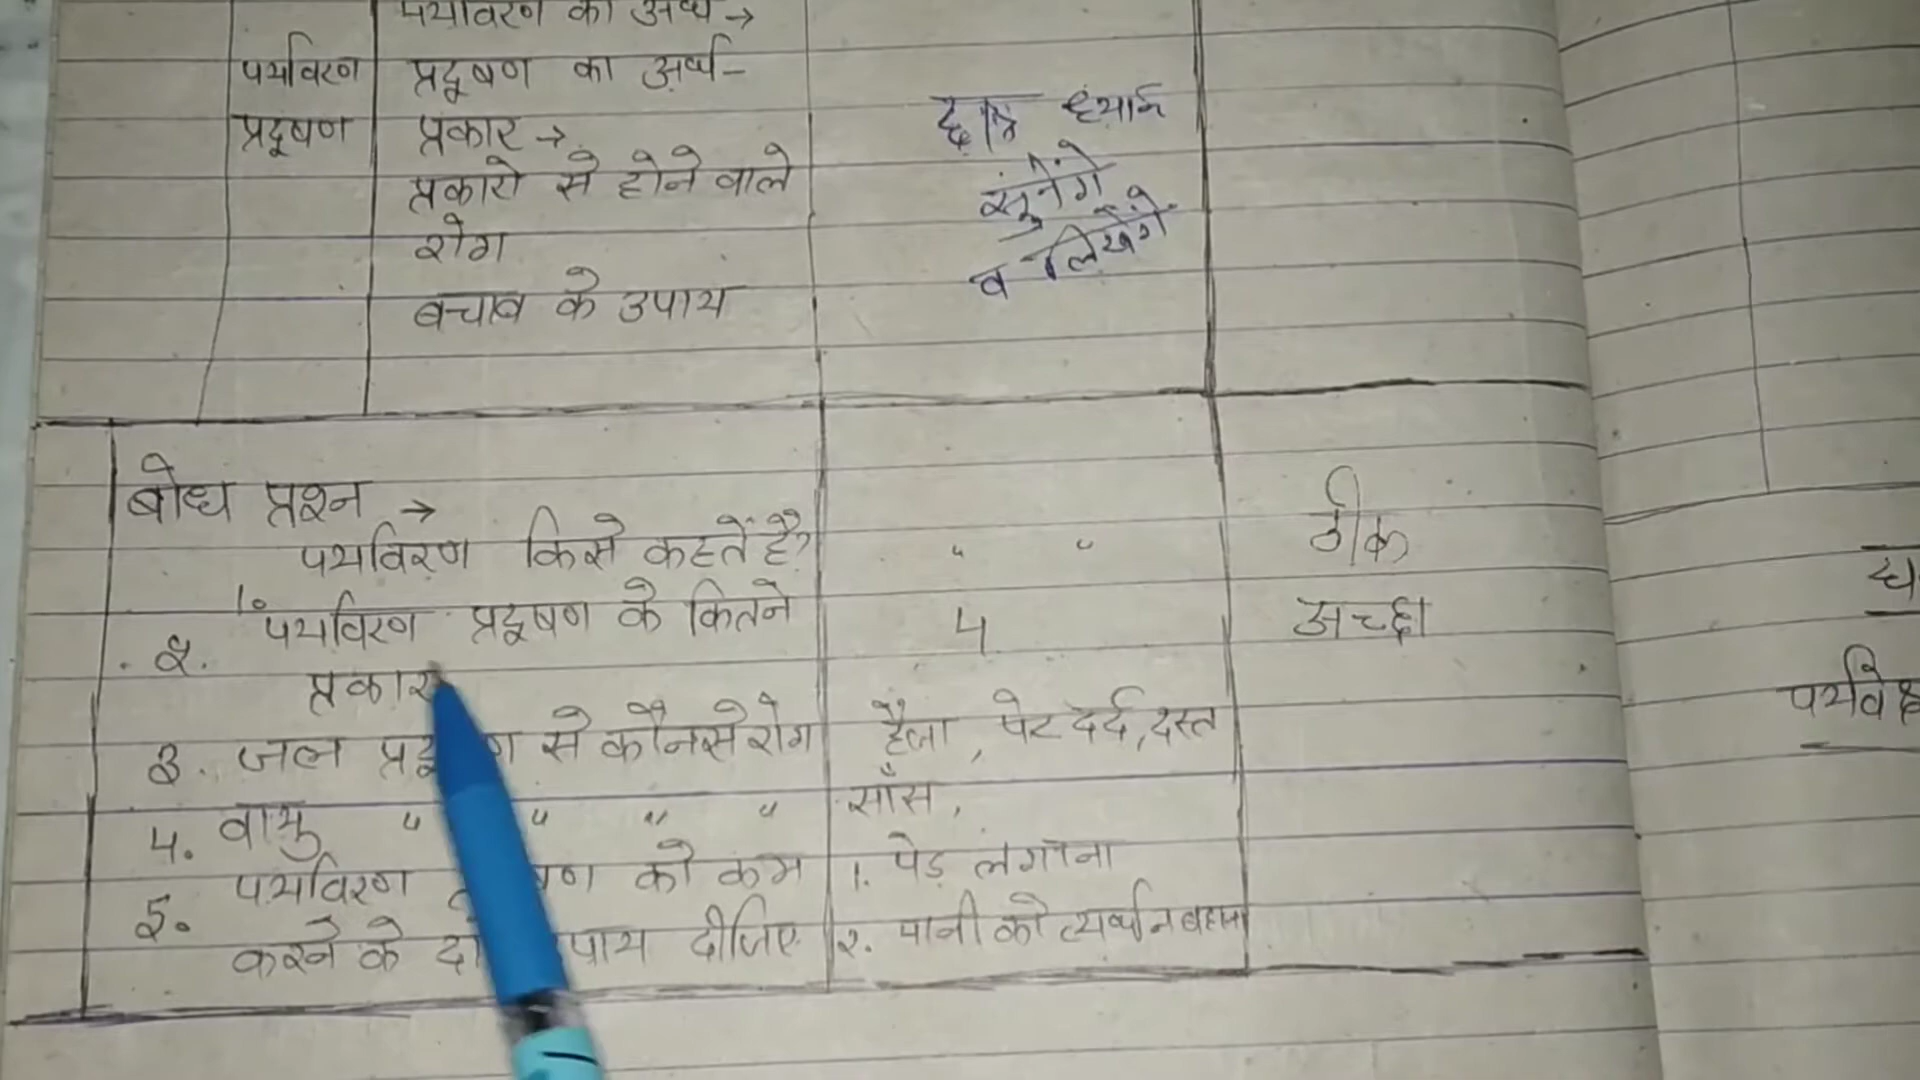 पर्यावरण का अर्थ →
पर्यावरण प्रदूषण का अर्थ-
प्रदूषण प्रकार →
प्रकारो से होने वाले
रोग
बचाव के उपाय
छात्र ध्यान
सुनेंगे
व लिखेंगे
बोध प्रश्न →
पर्यावरण किसे कहतें है? " " ठीक
1.
2. पर्यावरण प्रदूषण के कितने 4 अच्छा
प्रकार
3. जल से कौनसे रोग हैजा, पेट दर्द, दस्त
4. वायु " " " " साँस,
5. पर्यावरण को कम 1. पेड़ लगाना
करने के दीजिए 2. पानी को व्यर्थ न बहाना